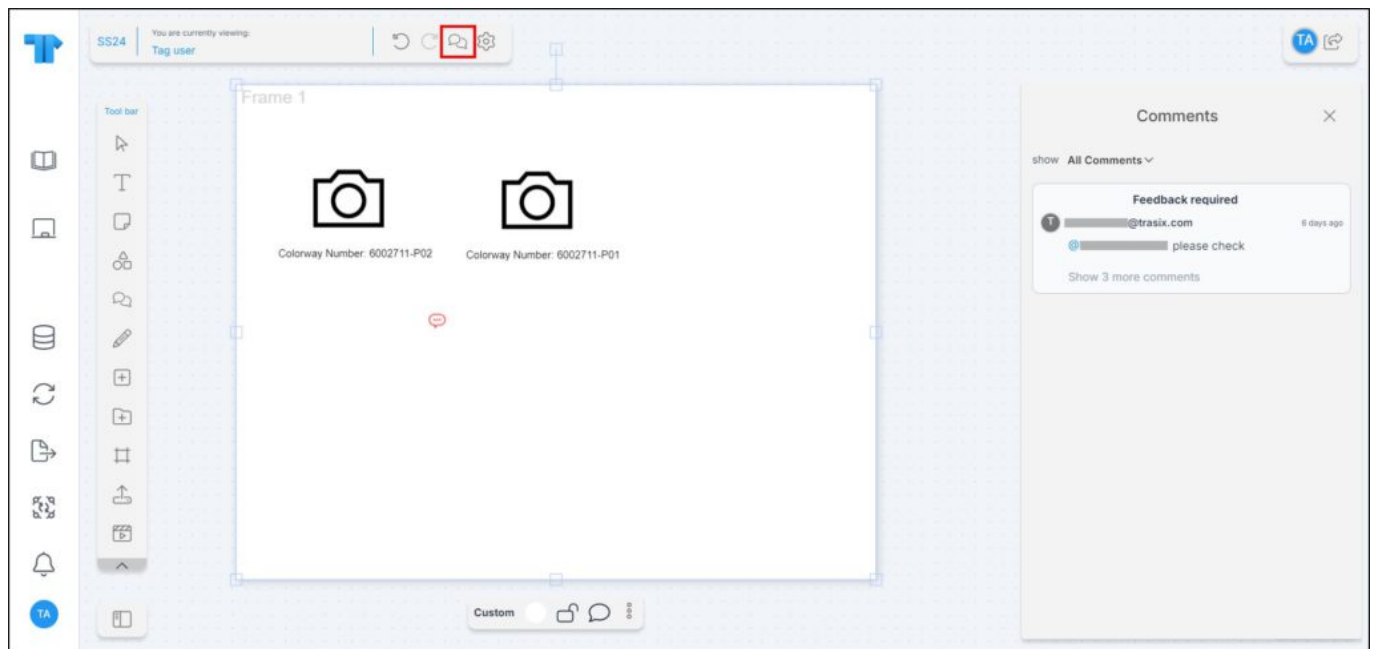 SS24
You are currently viewing:
Tag user
TA
Tool bar
Frame 1
Colorway Number: 6002711-P02
Colorway Number: 6002711-P01
Custom
Comments
show All Comments
Feedback required
T @trasix.com 6 days ago
@ please check
Show 3 more comments
TA